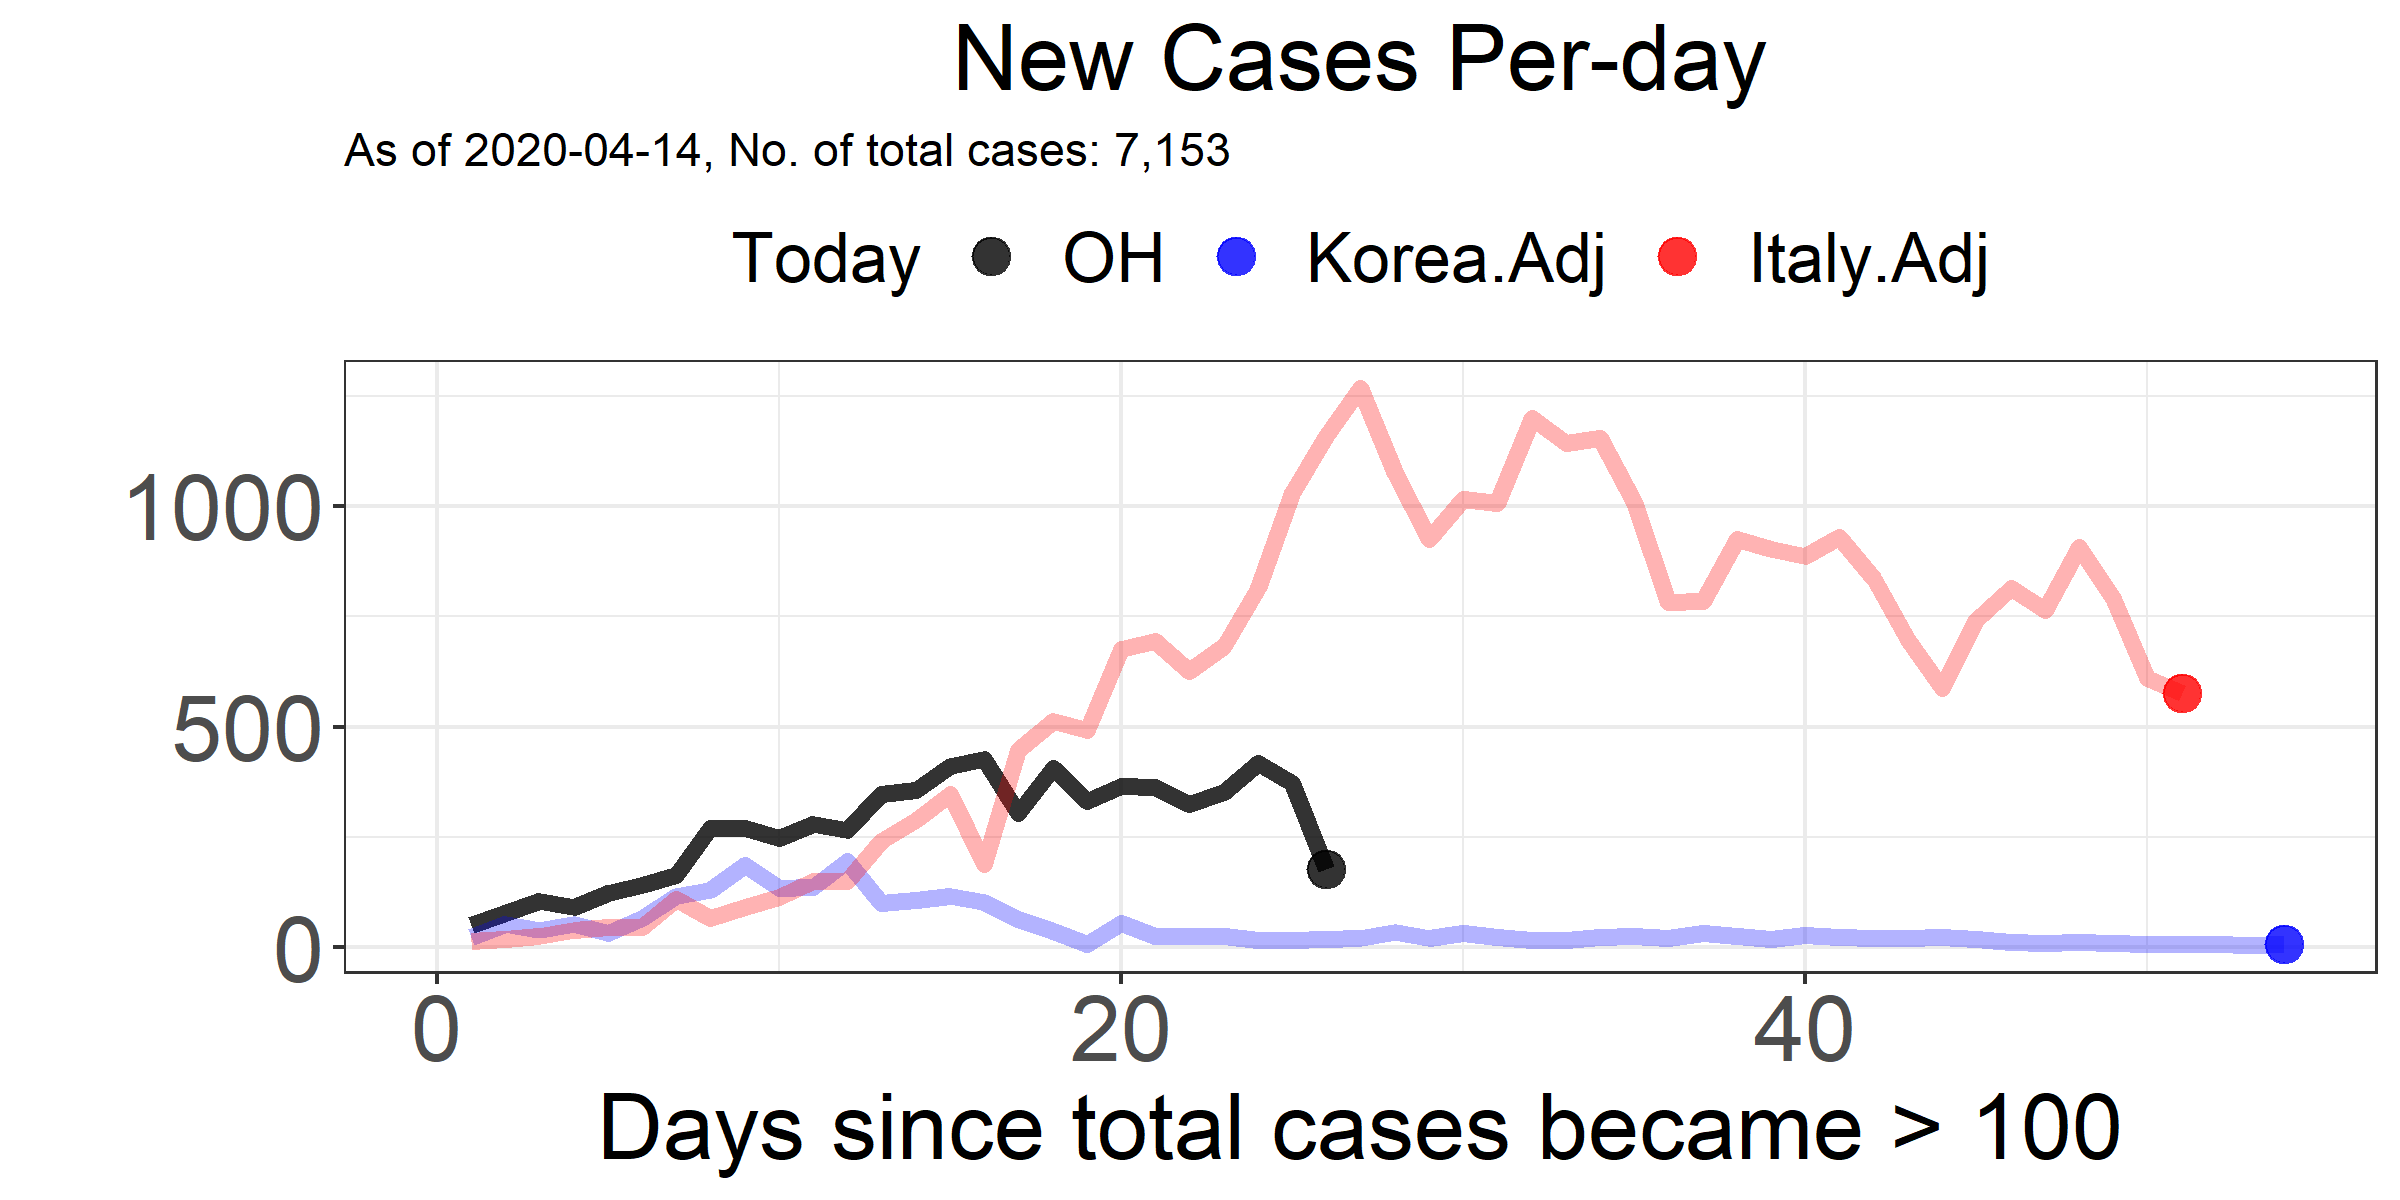 New Cases Per-day
As of 2020-04-14, No. of total cases: 7,153
Today OH Korea.Adj Italy.Adj
1000
500
0
0 20 40
Days since total cases became > 100